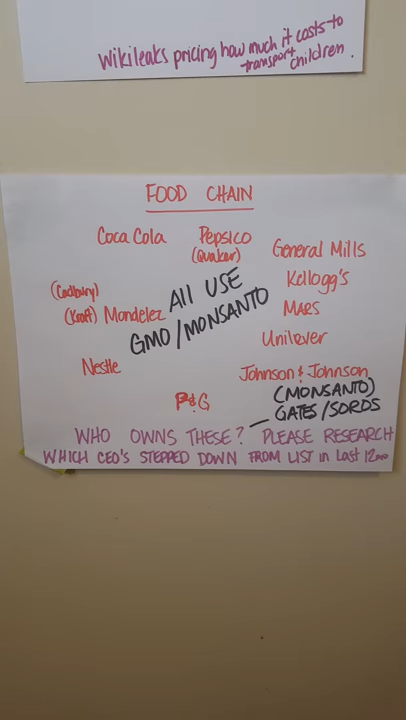 Wikileaks pricing how much it costs to
transport children.
FOOD CHAIN
Coca Cola
Pepsico
(Quaker)
General Mills
Kellogg's
(Cadbury)
(Kraft) Mondelez
All USE
GMO/MONSANTO
MARS
Unilever
Nestle
Johnson & Johnson
(MONSANTO)
P&G
— GATES/SOROS
WHO OWNS THESE? PLEASE RESEARCH
WHICH CEO'S STEPPED DOWN FROM LIST in Last 12mo